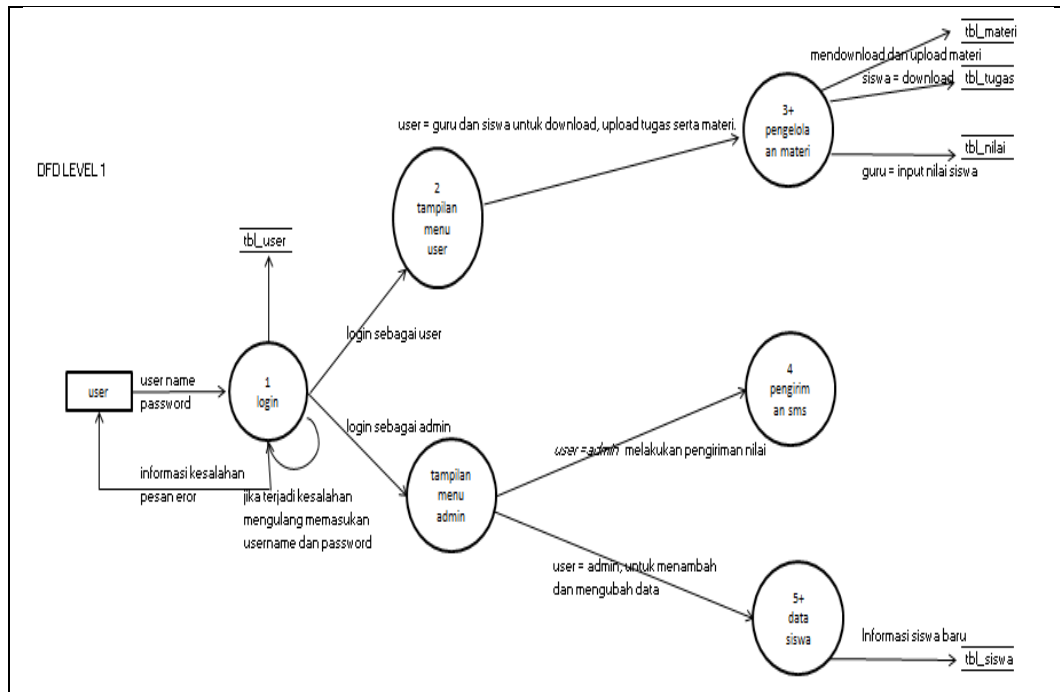 tbl_materi
mendownload dan upload materi
siswa = download
tbl_tugas
3+
pengelola
an materi
user = guru dan siswa untuk download, upload tugas serta materi.
tbl_nilai
guru = input nilai siswa
DFD LEVEL 1
2
tampilan
menu
user
tbl_user
login sebagai user
user
user name
password
1
login
4
pengirim
an sms
login sebagai admin
user =admin melakukan pengiriman nilai
informasi kesalahan
pesan eror
jika terjadi kesalahan
mengulang memasukan
username dan password
tampilan
menu
admin
user = admin, untuk menambah
dan mengubah data
5+
data
siswa
Informasi siswa baru
tbl_siswa